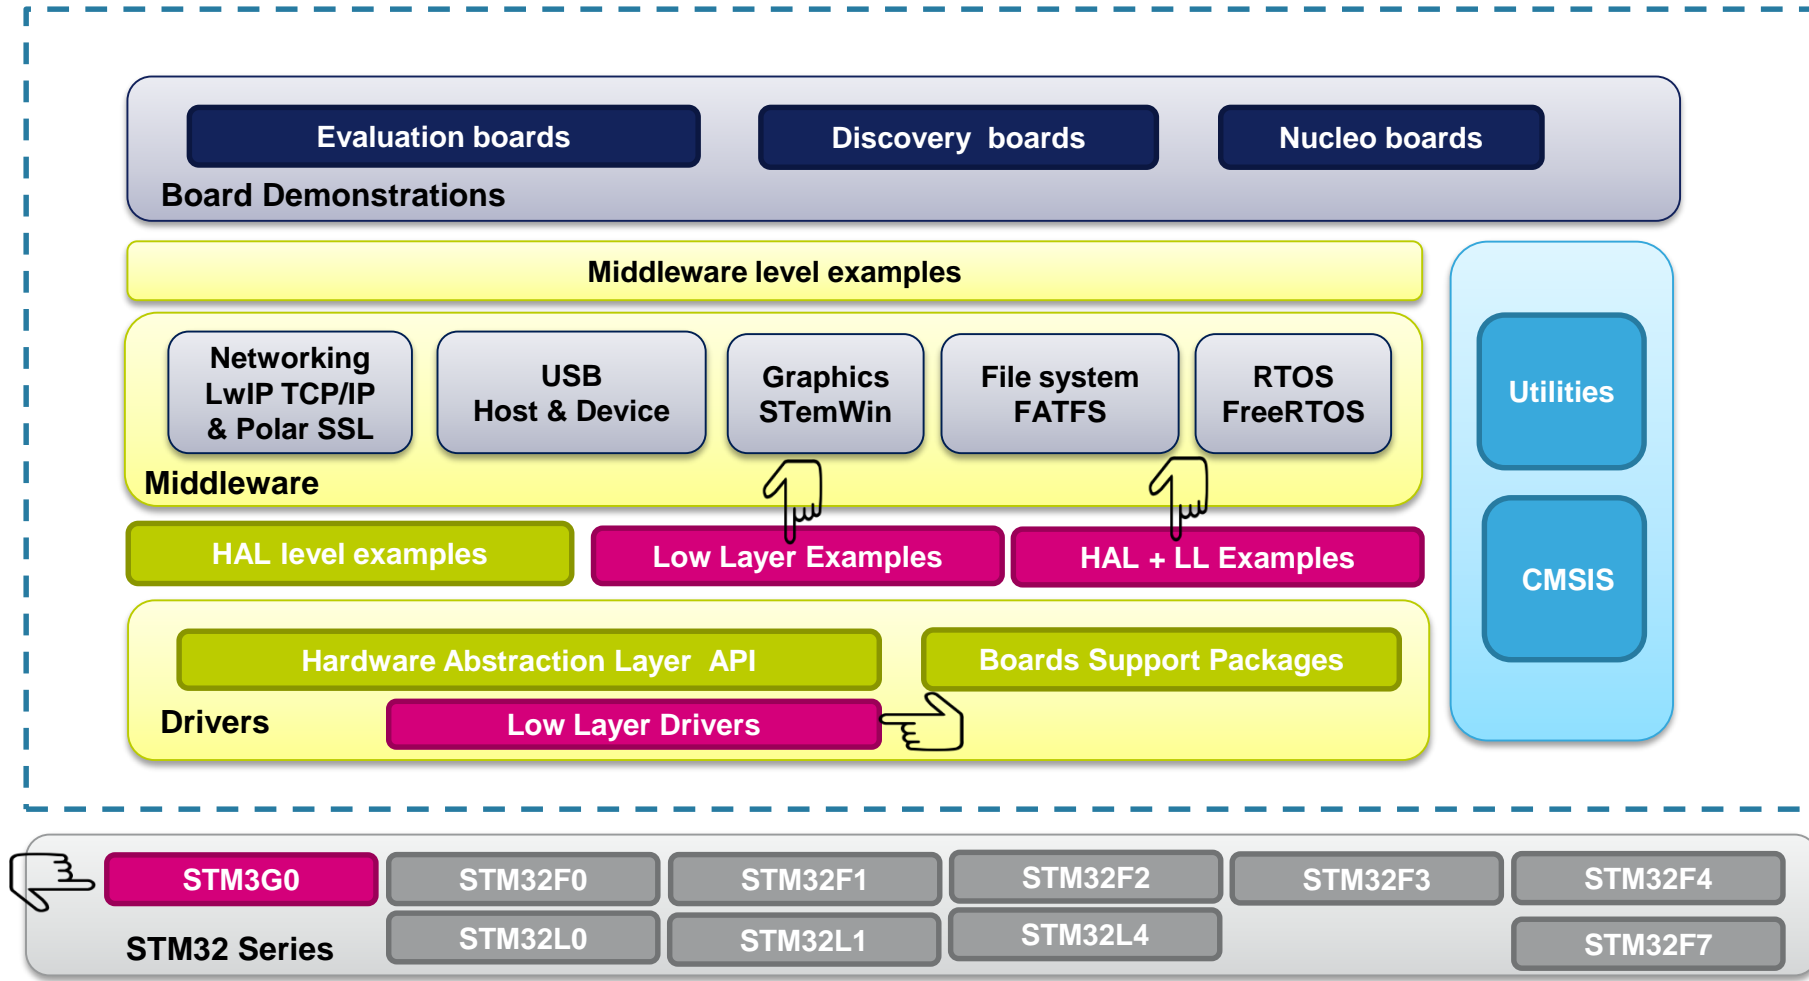 Evaluation boards
Discovery  boards
Nucleo boards
Board Demonstrations
Middleware level examples
Networking
LwIP TCP/IP
& Polar SSL
USB
Host & Device
Graphics
STemWin
File system
FATFS
RTOS
FreeRTOS
Middleware
Utilities
CMSIS
HAL level examples
Low Layer Examples
HAL + LL Examples
Hardware Abstraction Layer  API
Boards Support Packages
Drivers
Low Layer Drivers
STM3G0
STM32F0
STM32F1
STM32F2
STM32F3
STM32F4
STM32 Series
STM32L0
STM32L1
STM32L4
STM32F7